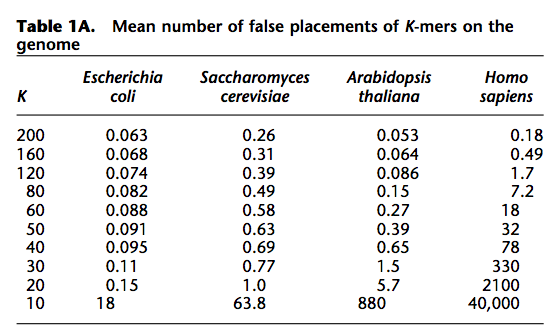 Table 1A. Mean number of false placements of K-mers on the
genome
K Escherichia coli Saccharomyces cerevisiae Arabidopsis thaliana Homo sapiens
200 0.063 0.26 0.053 0.18
160 0.068 0.31 0.064 0.49
120 0.074 0.39 0.086 1.7
80 0.082 0.49 0.15 7.2
60 0.088 0.58 0.27 18
50 0.091 0.63 0.39 32
40 0.095 0.69 0.65 78
30 0.11 0.77 1.5 330
20 0.15 1.0 5.7 2100
10 18 63.8 880 40,000